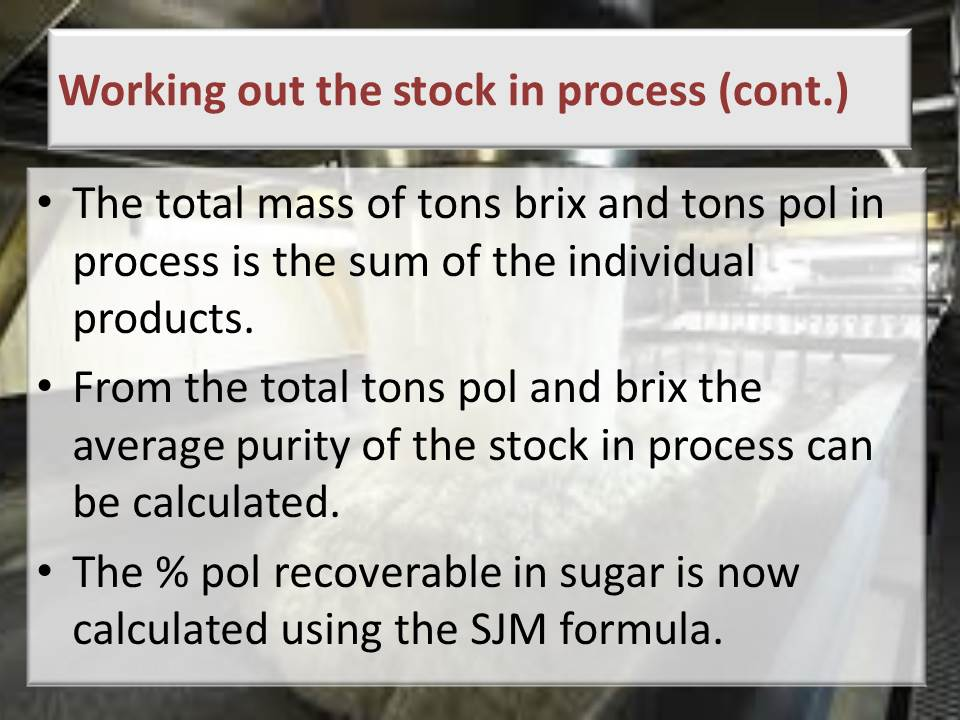 Working out the stock in process (cont.)
• The total mass of tons brix and tons pol in
process is the sum of the individual
products.
• From the total tons pol and brix the
average purity of the stock in process can
be calculated.
• The % pol recoverable in sugar is now
calculated using the SJM formula.